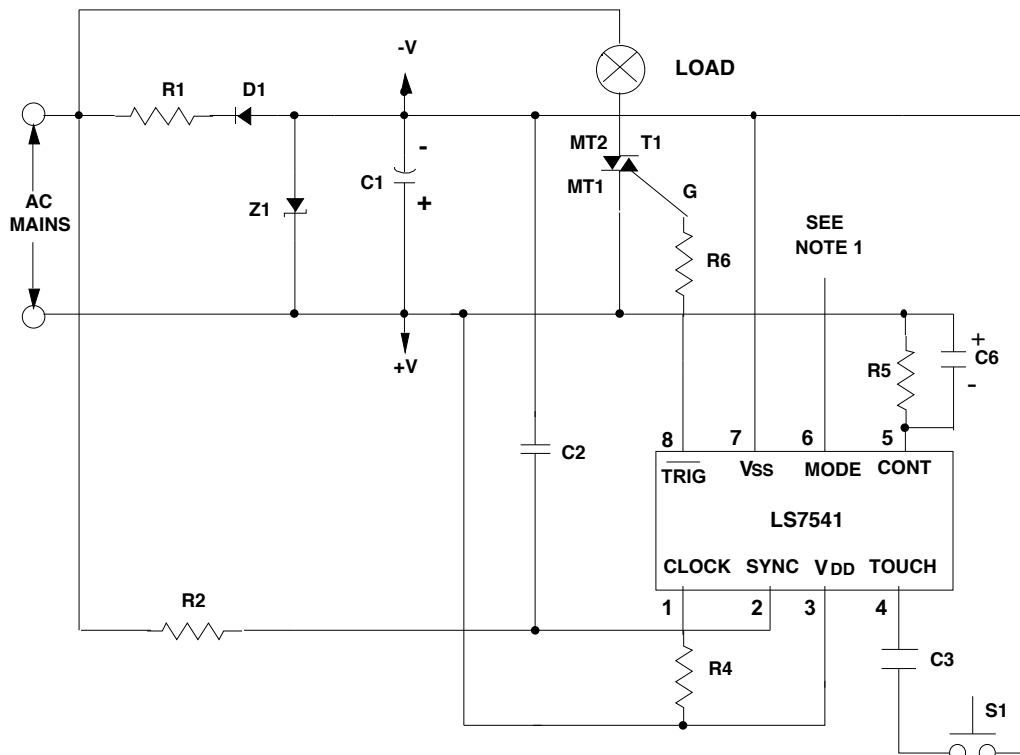 -V
LOAD
R1
D1
MT2
T1
AC
MAINS
-
C1
MT1
G
Z1
+
SEE
NOTE 1
R6
+V
+
R5
C6
-
C2
8
7
6
5
TRIG
VSS
MODE
CONT
LS7541
CLOCK
SYNC
VDD
TOUCH
R2
1
2
3
4
R4
C3
S1